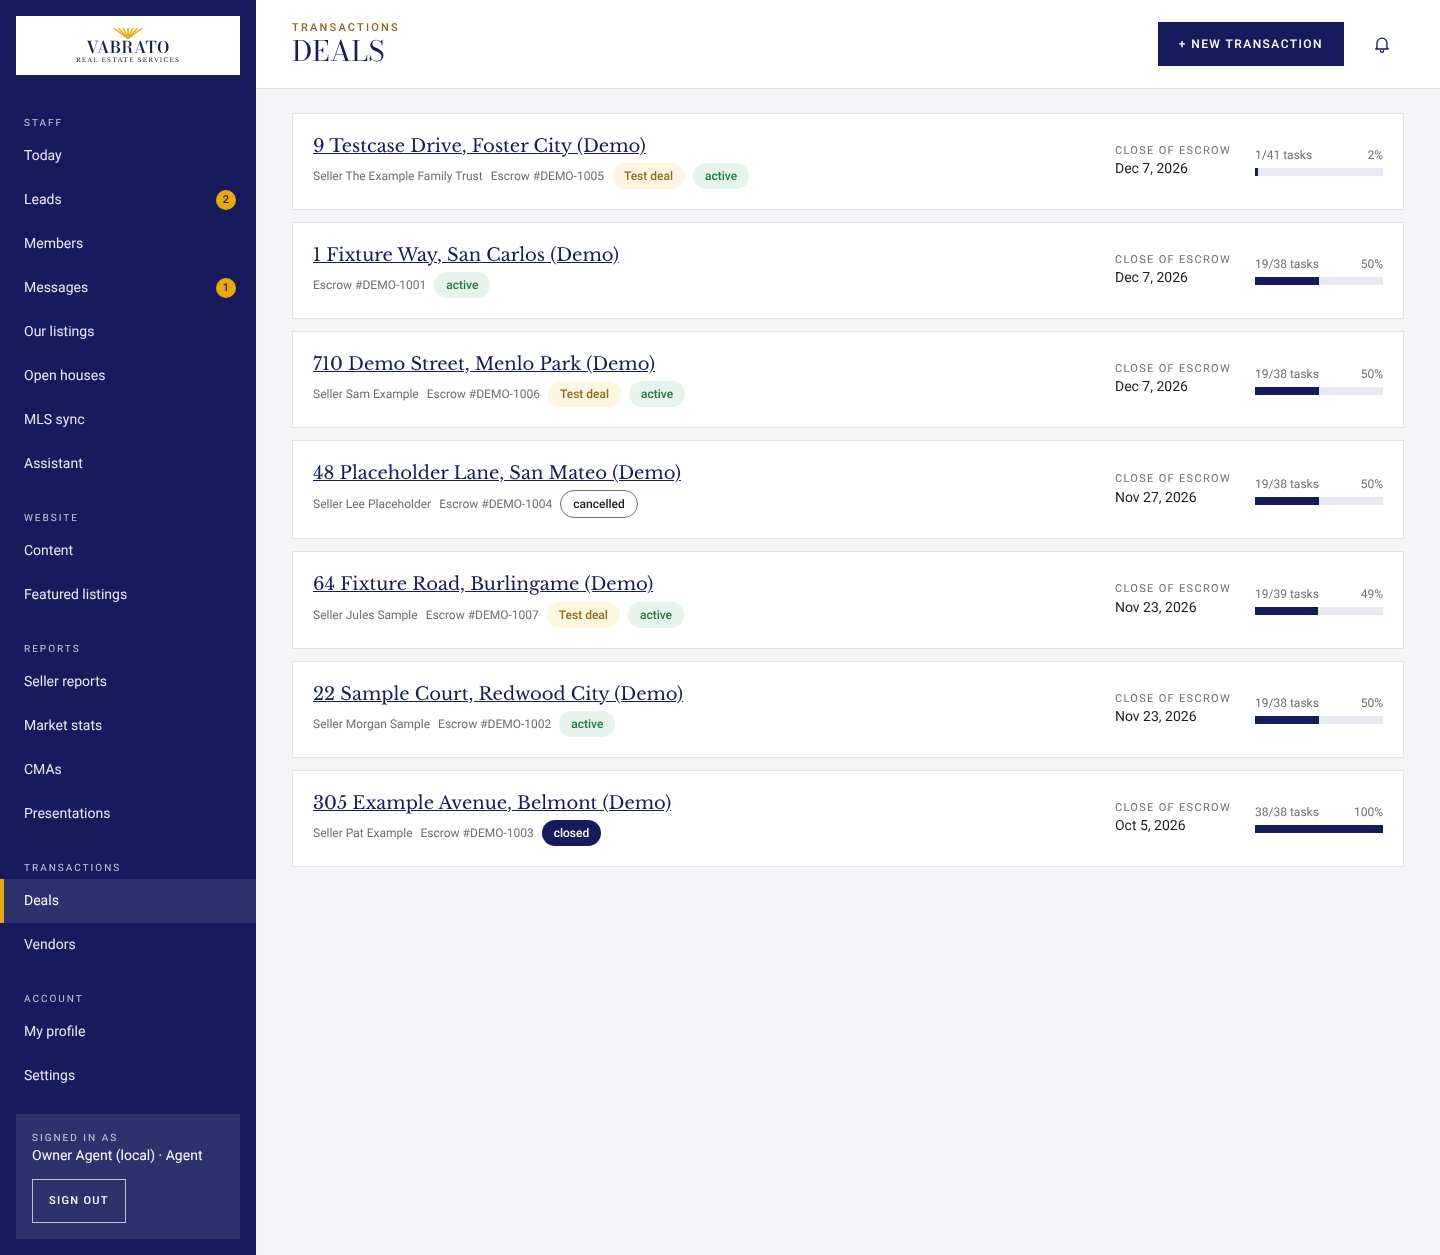 VABRATO
REAL ESTATE SERVICES
STAFF
Today
Leads 2
Members
Messages 1
Our listings
Open houses
MLS sync
Assistant
WEBSITE
Content
Featured listings
REPORTS
Seller reports
Market stats
CMAs
Presentations
TRANSACTIONS
Deals
Vendors
ACCOUNT
My profile
Settings
SIGNED IN AS
Owner Agent (local) · Agent
SIGN OUT
TRANSACTIONS
DEALS
+ NEW TRANSACTION
9 Testcase Drive, Foster City (Demo)
Seller The Example Family Trust Escrow #DEMO-1005 Test deal active
CLOSE OF ESCROW
Dec 7, 2026
1/41 tasks 2%
1 Fixture Way, San Carlos (Demo)
Escrow #DEMO-1001 active
CLOSE OF ESCROW
Dec 7, 2026
19/38 tasks 50%
710 Demo Street, Menlo Park (Demo)
Seller Sam Example Escrow #DEMO-1006 Test deal active
CLOSE OF ESCROW
Dec 7, 2026
19/38 tasks 50%
48 Placeholder Lane, San Mateo (Demo)
Seller Lee Placeholder Escrow #DEMO-1004 cancelled
CLOSE OF ESCROW
Nov 27, 2026
19/38 tasks 50%
64 Fixture Road, Burlingame (Demo)
Seller Jules Sample Escrow #DEMO-1007 Test deal active
CLOSE OF ESCROW
Nov 23, 2026
19/39 tasks 49%
22 Sample Court, Redwood City (Demo)
Seller Morgan Sample Escrow #DEMO-1002 active
CLOSE OF ESCROW
Nov 23, 2026
19/38 tasks 50%
305 Example Avenue, Belmont (Demo)
Seller Pat Example Escrow #DEMO-1003 closed
CLOSE OF ESCROW
Oct 5, 2026
38/38 tasks 100%